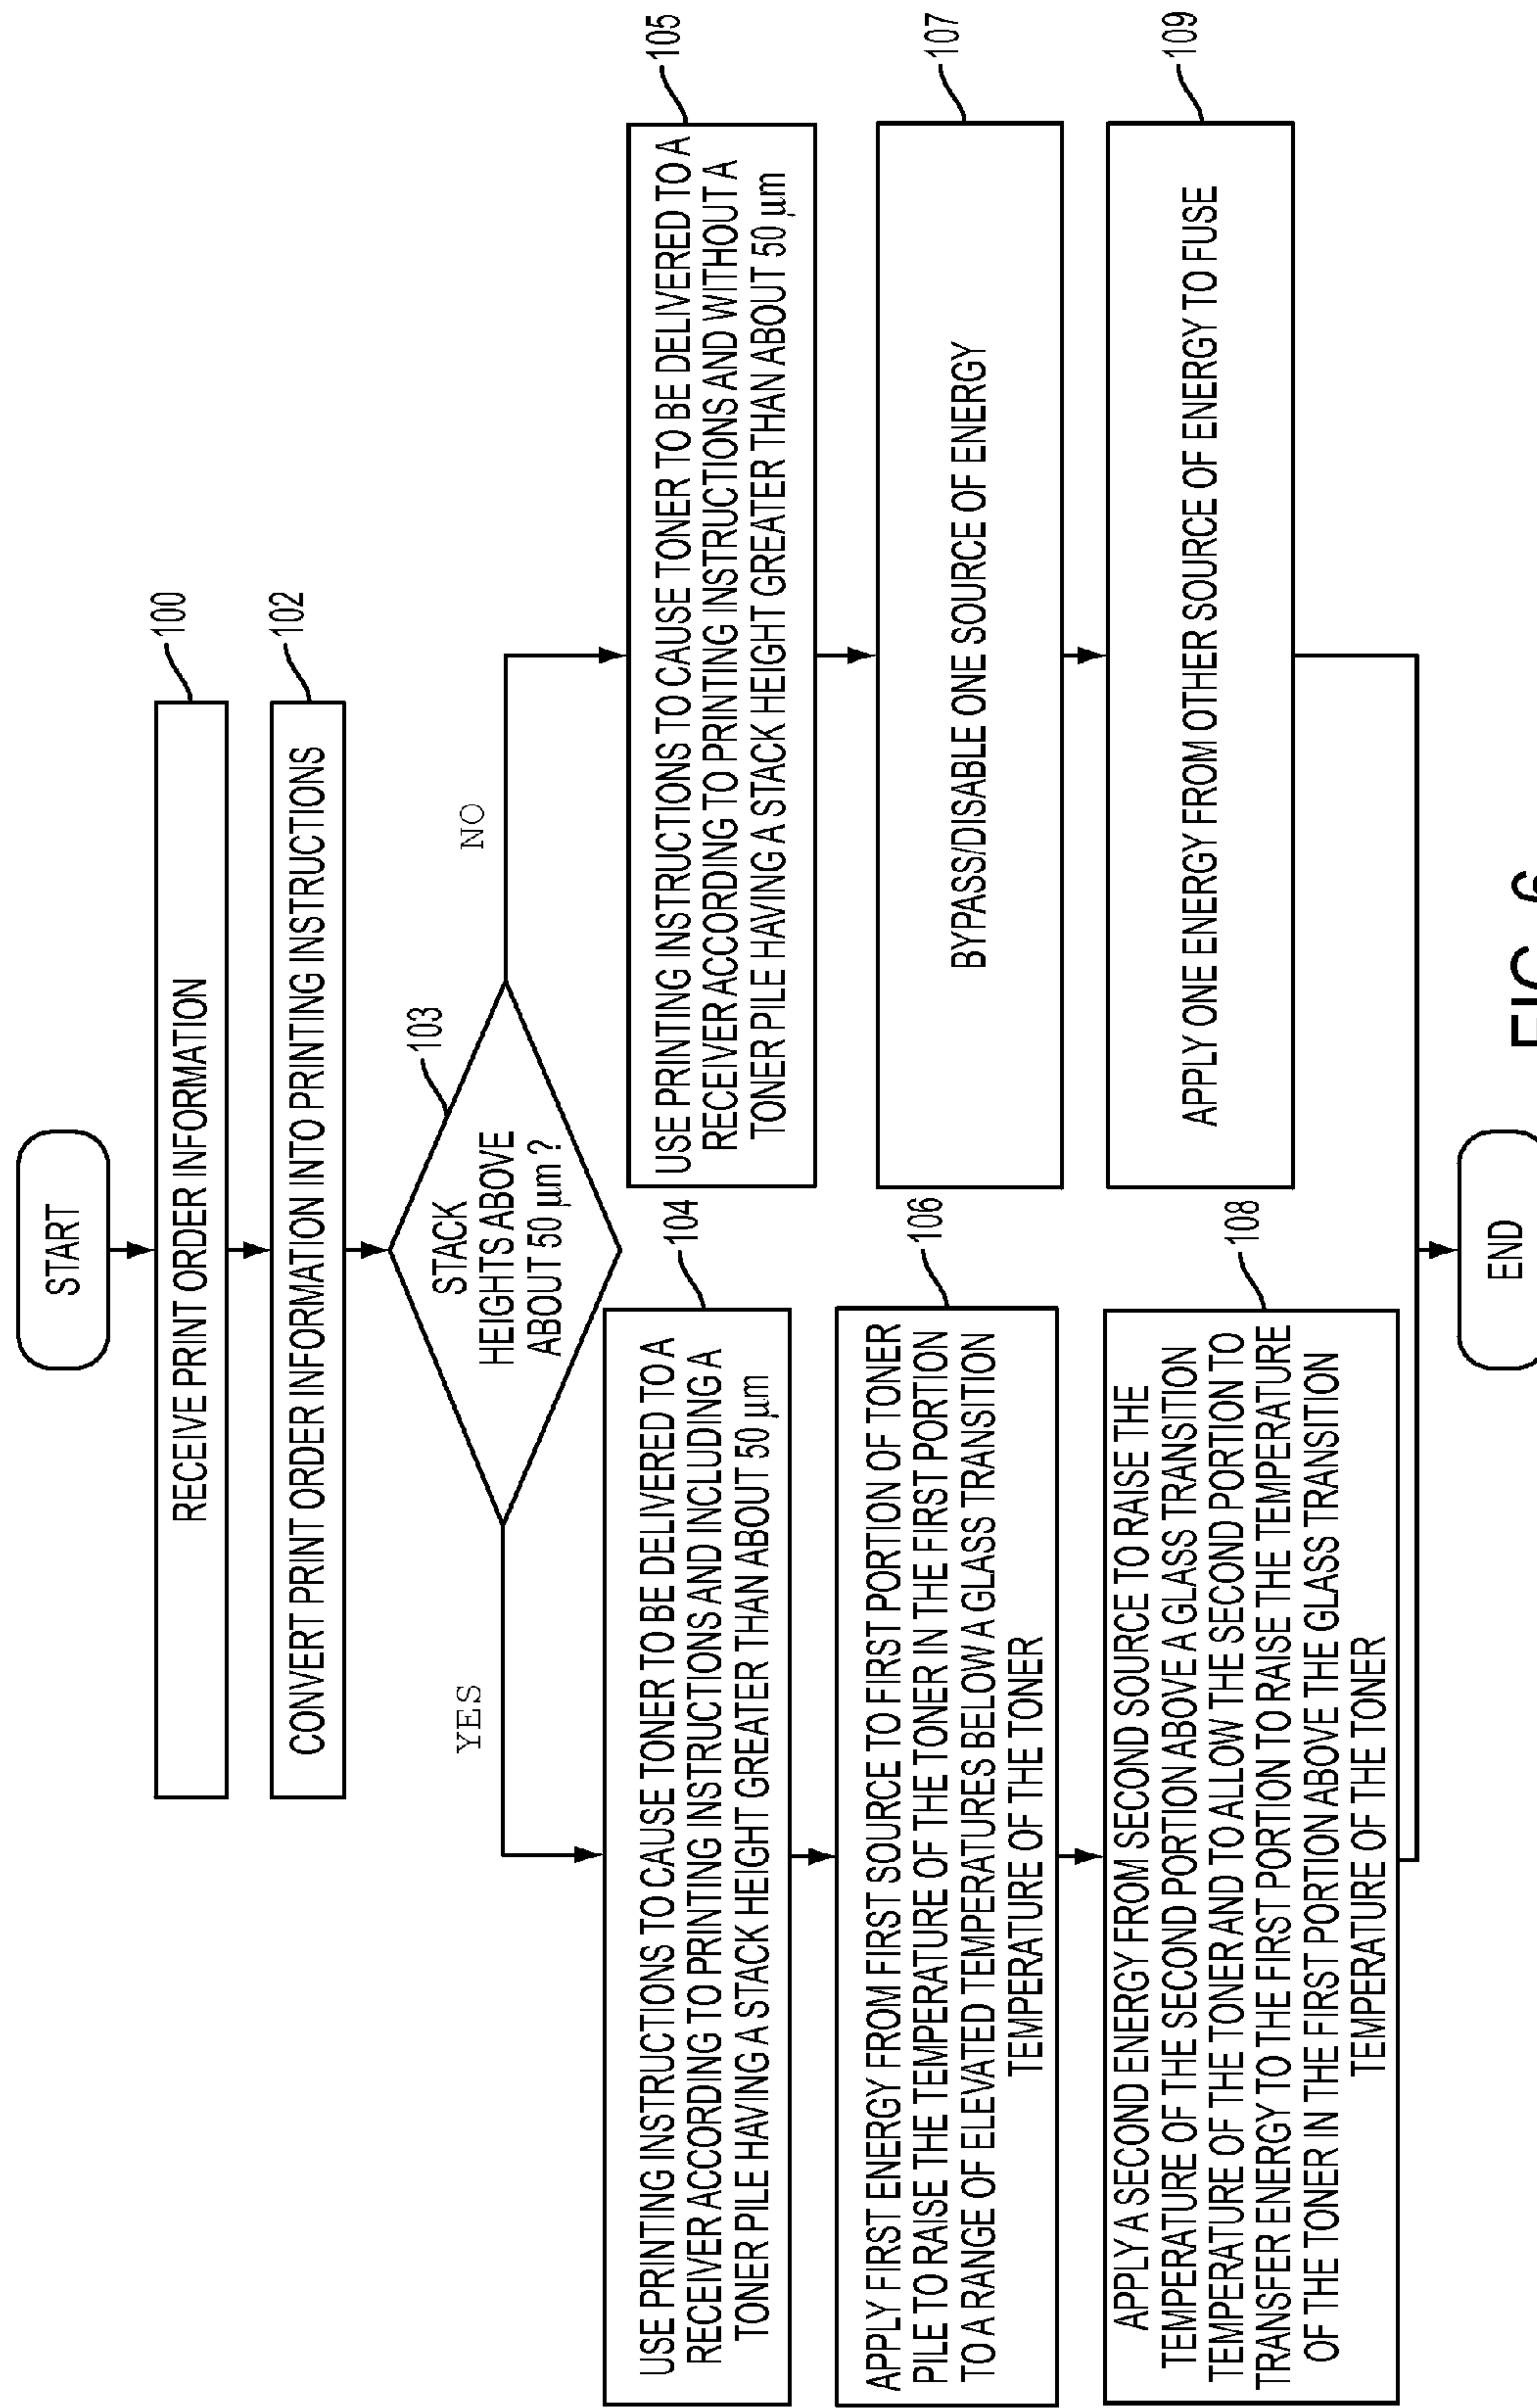 START
100
RECEIVE PRINT ORDER INFORMATION
102
CONVERT PRINT ORDER INFORMATION INTO PRINTING INSTRUCTIONS
103
STACK
HEIGHTS ABOVE
ABOUT 50 µm ?
YES
NO
104
USE PRINTING INSTRUCTIONS TO CAUSE TONER TO BE DELIVERED TO A
RECEIVER ACCORDING TO PRINTING INSTRUCTIONS AND INCLUDING A
TONER PILE HAVING A STACK HEIGHT GREATER THAN ABOUT 50 µm
106
APPLY FIRST ENERGY FROM FIRST SOURCE TO FIRST PORTION OF TONER
PILE TO RAISE THE TEMPERATURE OF THE TONER IN THE FIRST PORTION
TO A RANGE OF ELEVATED TEMPERATURES BELOW A GLASS TRANSITION
TEMPERATURE OF THE TONER
108
APPLY A SECOND ENERGY FROM SECOND SOURCE TO RAISE THE
TEMPERATURE OF THE SECOND PORTION ABOVE A GLASS TRANSITION
TEMPERATURE OF THE TONER AND TO ALLOW THE SECOND PORTION TO
TRANSFER ENERGY TO THE FIRST PORTION TO RAISE THE TEMPERATURE
OF THE TONER IN THE FIRST PORTION ABOVE THE GLASS TRANSITION
TEMPERATURE OF THE TONER
105
USE PRINTING INSTRUCTIONS TO CAUSE TONER TO BE DELIVERED TO A
RECEIVER ACCORDING TO PRINTING INSTRUCTIONS AND WITHOUT A
TONER PILE HAVING A STACK HEIGHT GREATER THAN ABOUT 50 µm
107
BYPASS/DISABLE ONE SOURCE OF ENERGY
109
APPLY ONE ENERGY FROM OTHER SOURCE OF ENERGY TO FUSE
END
FIG. 6